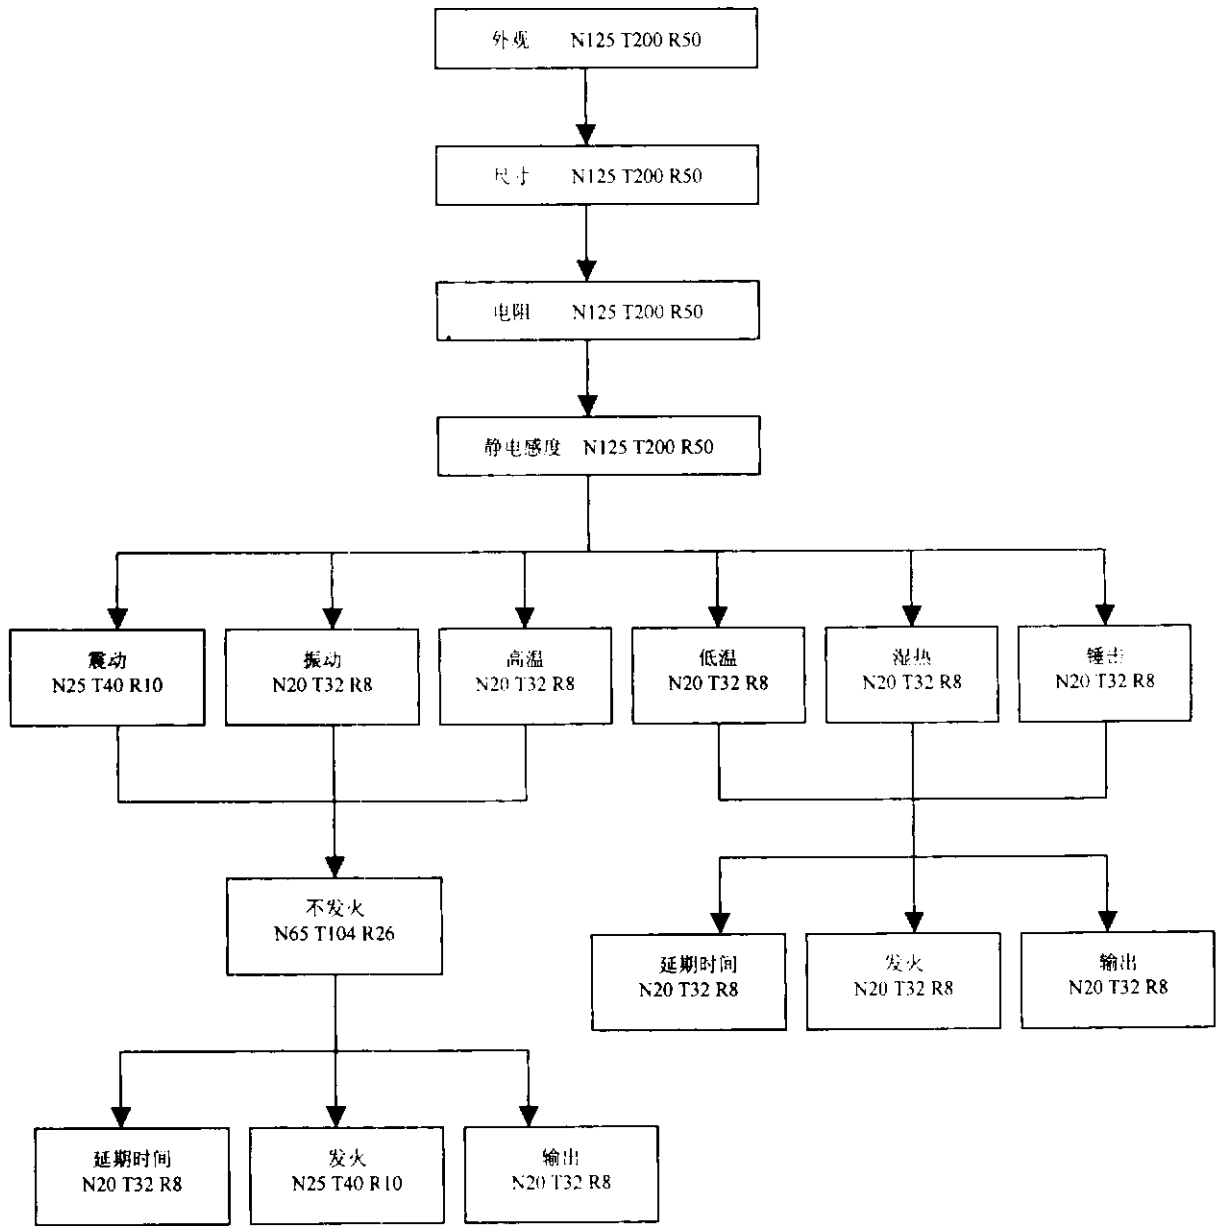 外观 N125 T200 R50
尺寸 N125 T200 R50
电阻 N125 T200 R50
静电感度 N125 T200 R50
震动
N25 T40 R10
振动
N20 T32 R8
高温
N20 T32 R8
低温
N20 T32 R8
湿热
N20 T32 R8
锤击
N20 T32 R8
不发火
N65 T104 R26
延期时间
N20 T32 R8
发火
N20 T32 R8
输出
N20 T32 R8
延期时间
N20 T32 R8
发火
N25 T40 R10
输出
N20 T32 R8